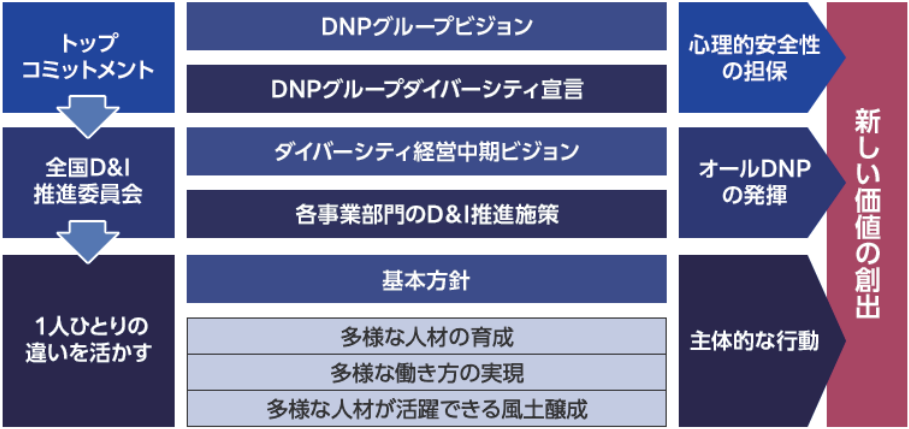 トップ
コミットメント
DNPグループビジョン
DNPグループダイバーシティ宣言
心理的安全性
の担保
全国D&I
推進委員会
ダイバーシティ経営中期ビジョン
各事業部門のD&I推進施策
オールDNP
の発揮
1人ひとりの
違いを活かす
基本方針
多様な人材の育成
多様な働き方の実現
多様な人材が活躍できる風土醸成
主体的な行動
新しい価値の創出